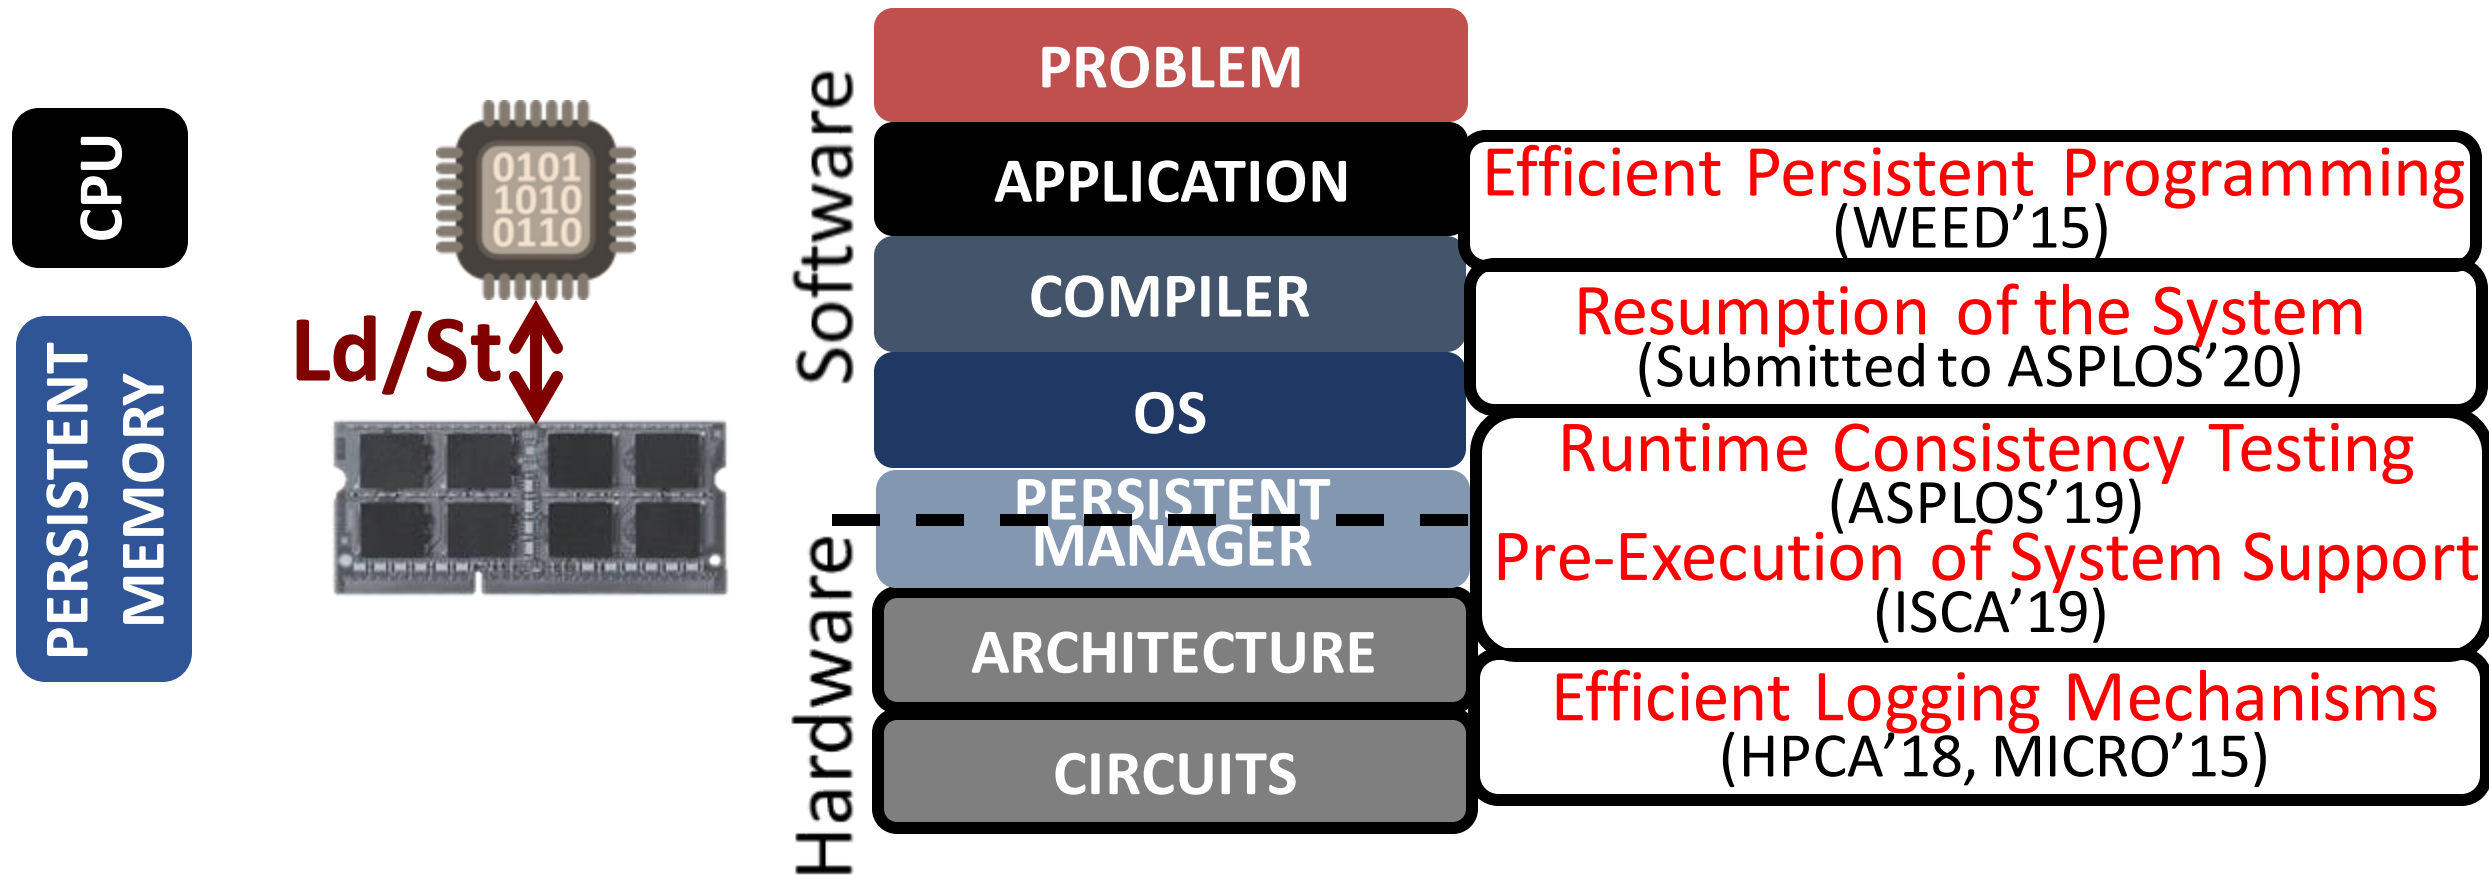 CPU
PERSISTENT
MEMORY
0101
1010
0110
Ld/St
Software
Hardware
PROBLEM
APPLICATION
COMPILER
OS
PERSISTENT
MANAGER
ARCHITECTURE
CIRCUITS
Efficient Persistent Programming
(WEED’15)
Resumption of the System
(Submitted to ASPLOS’20)
Runtime Consistency Testing
(ASPLOS’19)
Pre-Execution of System Support
(ISCA’19)
Efficient Logging Mechanisms
(HPCA’18, MICRO’15)